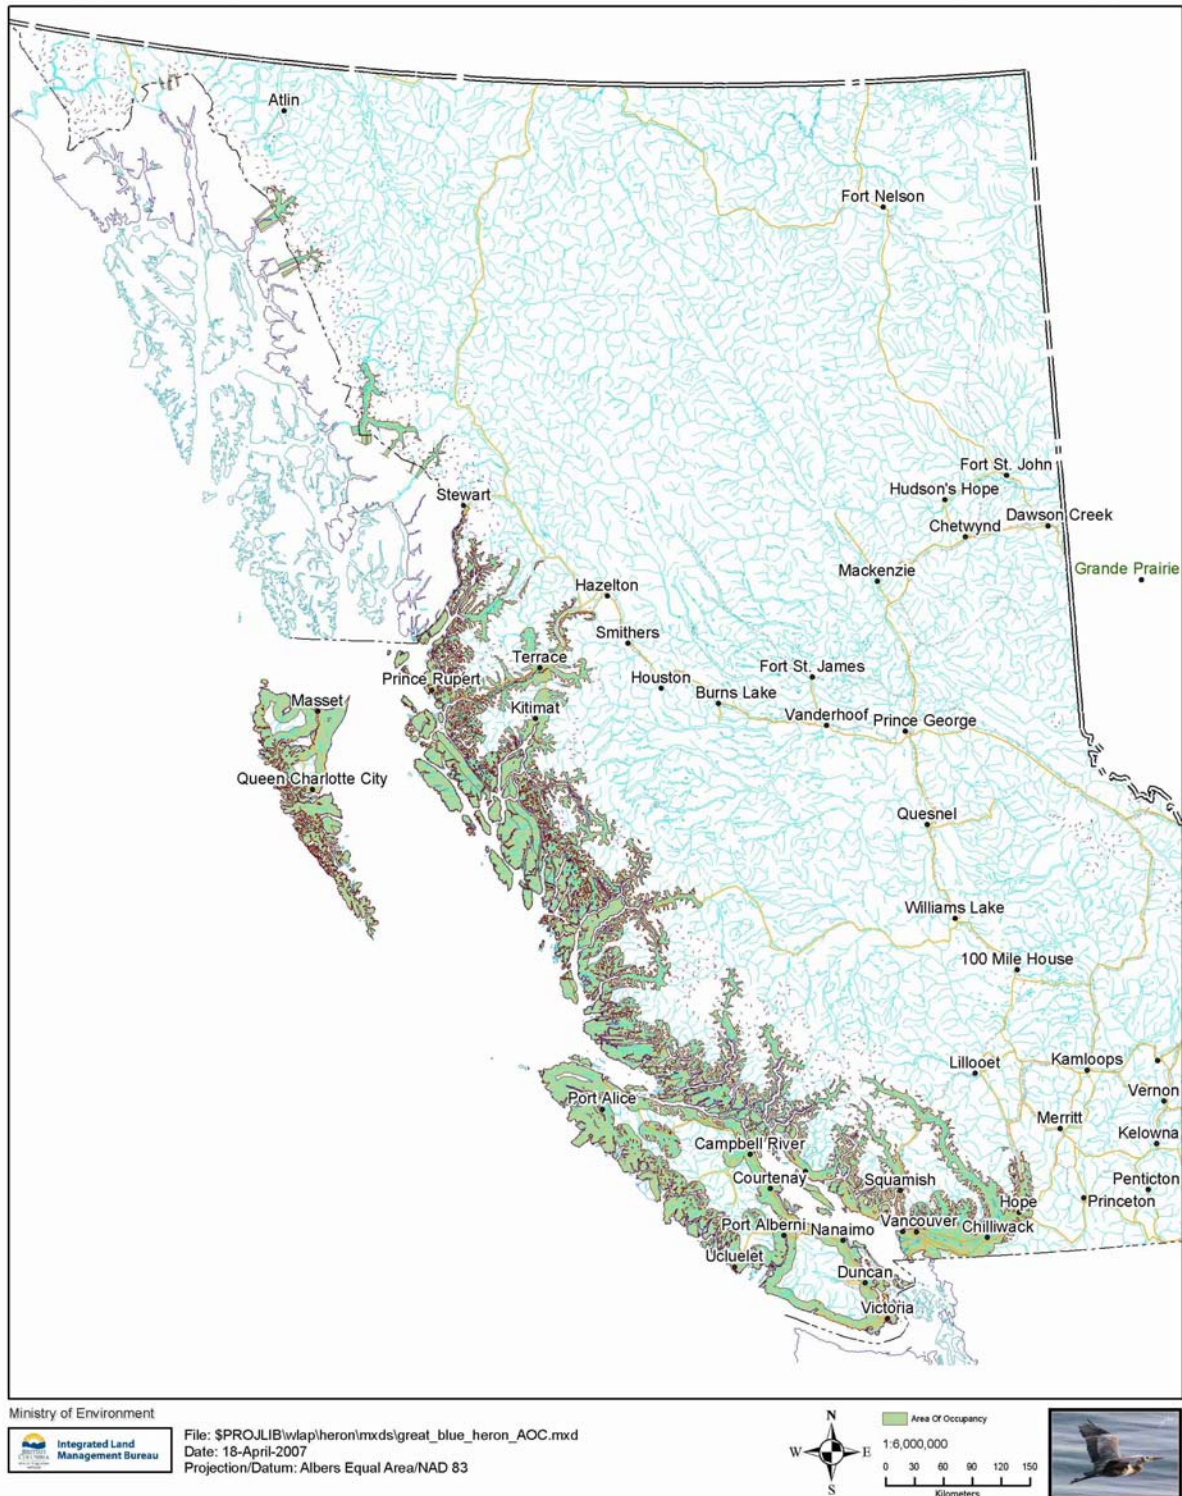 Atlin
Fort Nelson
Fort St. John
Hudson's Hope
Dawson Creek
Stewart
Chetwynd
Mackenzie
Grande Prairie
Hazelton
Smithers
Terrace
Fort St. James
Prince Rupert
Houston
Masset
Kitimat
Burns Lake
Vanderhoof
Prince George
Queen Charlotte City
Quesnel
Williams Lake
100 Mile House
Lillooet
Kamloops
Port Alice
Vernon
Merritt
Kelowna
Campbell River
Courtenay
Squamish
Penticton
Hope
Princeton
Port Alberni
Nanaimo
Vancouver
Chilliwack
Ucluelet
Duncan
Victoria
Ministry of Environment
Integrated Land
Management Bureau
File: $PROJLIB\wlap\heron\mxds\great_blue_heron_AOC.mxd
Date: 18-April-2007
Projection/Datum: Albers Equal Area/NAD 83
N
W
E
S
Area Of Occupancy
1:6,000,000
0 30 60 90 120 150
Kilometers